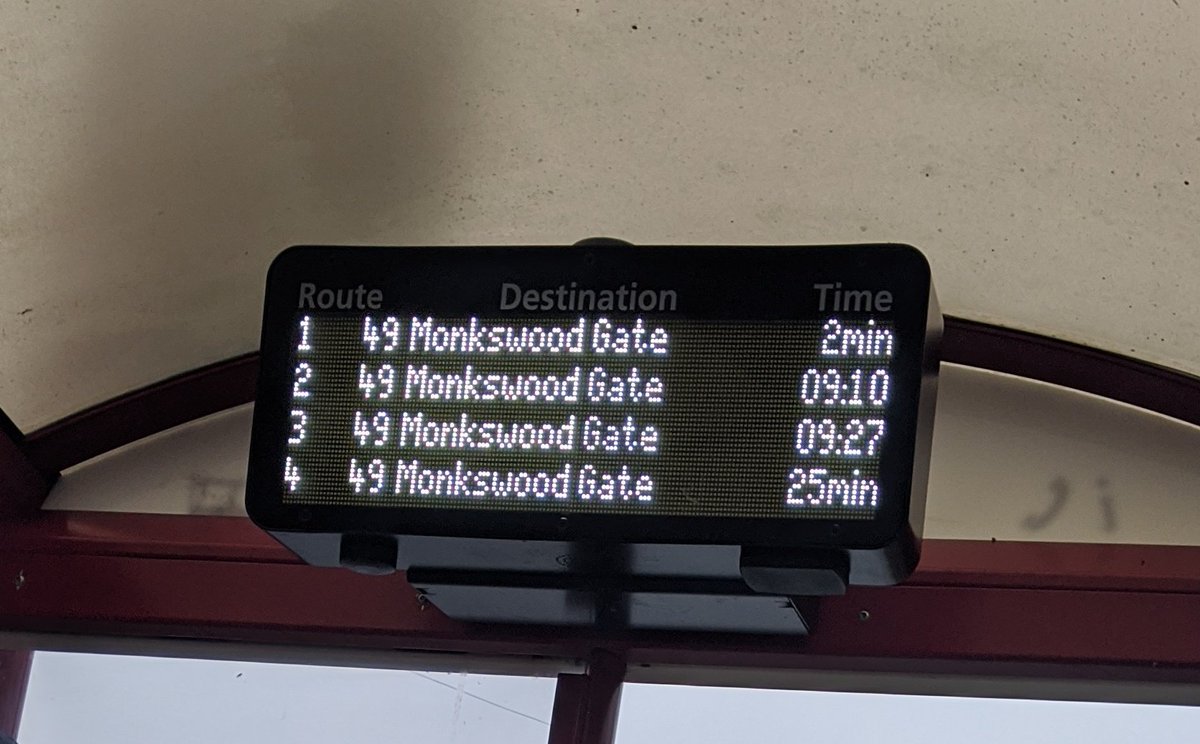 Route Destination Time
1 49 Monkswood Gate 2min
2 49 Monkswood Gate 09:10
3 49 Monkswood Gate 09:27
4 49 Monkswood Gate 25min